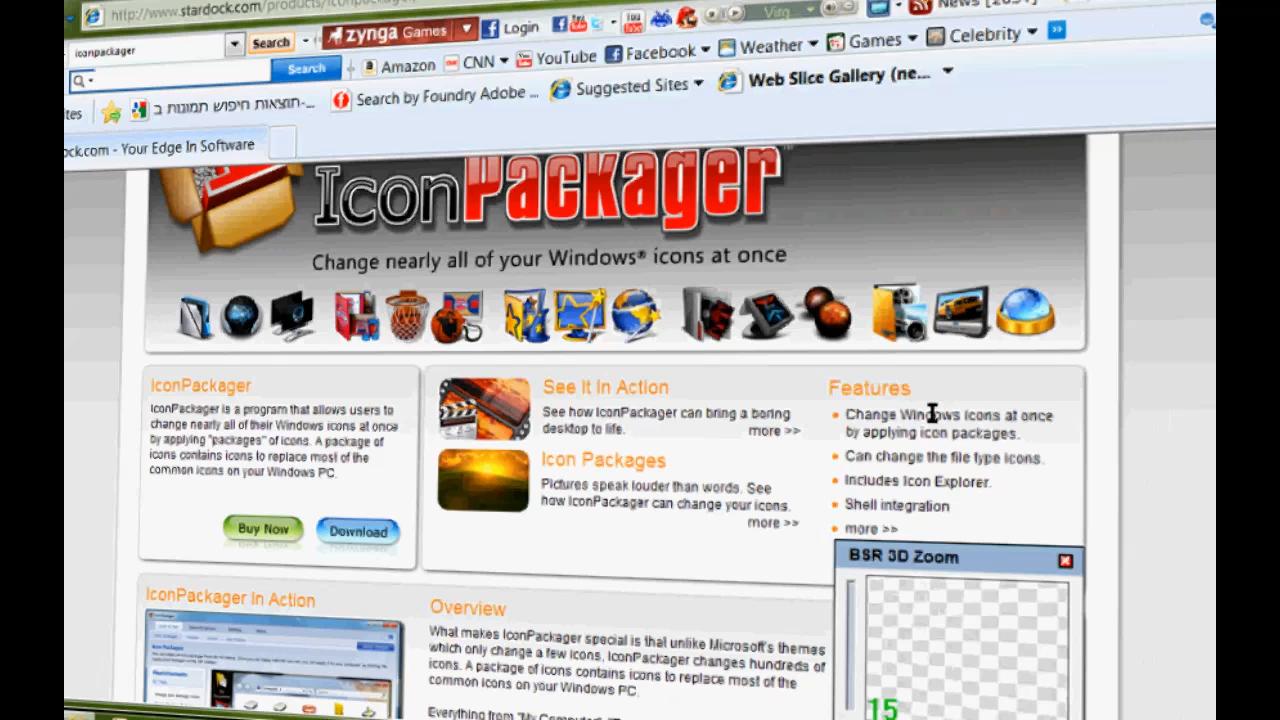 http://www.stardock.com/products/iconpackager
iconpackager
Search
zynga Games
Login
News
Search
Amazon
CNN
YouTube
Facebook
Weather
Games
Celebrity
tes
תוצאות חיפוש תמונות ב-...
Search by Foundry Adobe ...
Suggested Sites
Web Slice Gallery (ne...
ock.com - Your Edge In Software
IconPackager
Change nearly all of your Windows® icons at once
IconPackager
IconPackager is a program that allows users to
change nearly all of their Windows icons at once
by applying "packages" of icons. A package of
icons contains icons to replace most of the
common icons on your Windows PC.
Buy Now
Download
See It In Action
See how IconPackager can bring a boring
desktop to life.
more >>
Icon Packages
Pictures speak louder than words. See
how IconPackager can change your icons.
more >>
Features
Change Windows Icons at once
by applying icon packages.
Can change the file type icons.
Includes Icon Explorer.
Shell integration
more >>
BSR 3D Zoom
15
IconPackager In Action
Overview
What makes IconPackager special is that unlike Microsoft's themes
which only change a few icons, IconPackager changes hundreds of
icons. A package of icons contains icons to replace most of the
common icons on your Windows PC.
Everything from "My Computer"